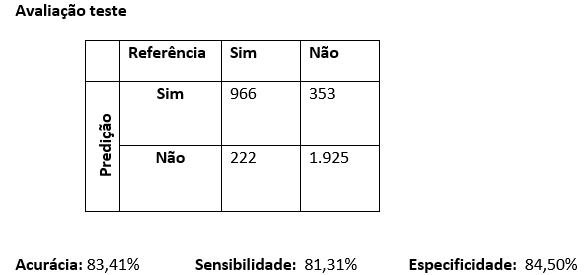 Avaliação teste
Referência Sim Não
Predição
Sim 966 353
Não 222 1.925
Acurácia: 83,41% Sensibilidade: 81,31% Especificidade: 84,50%